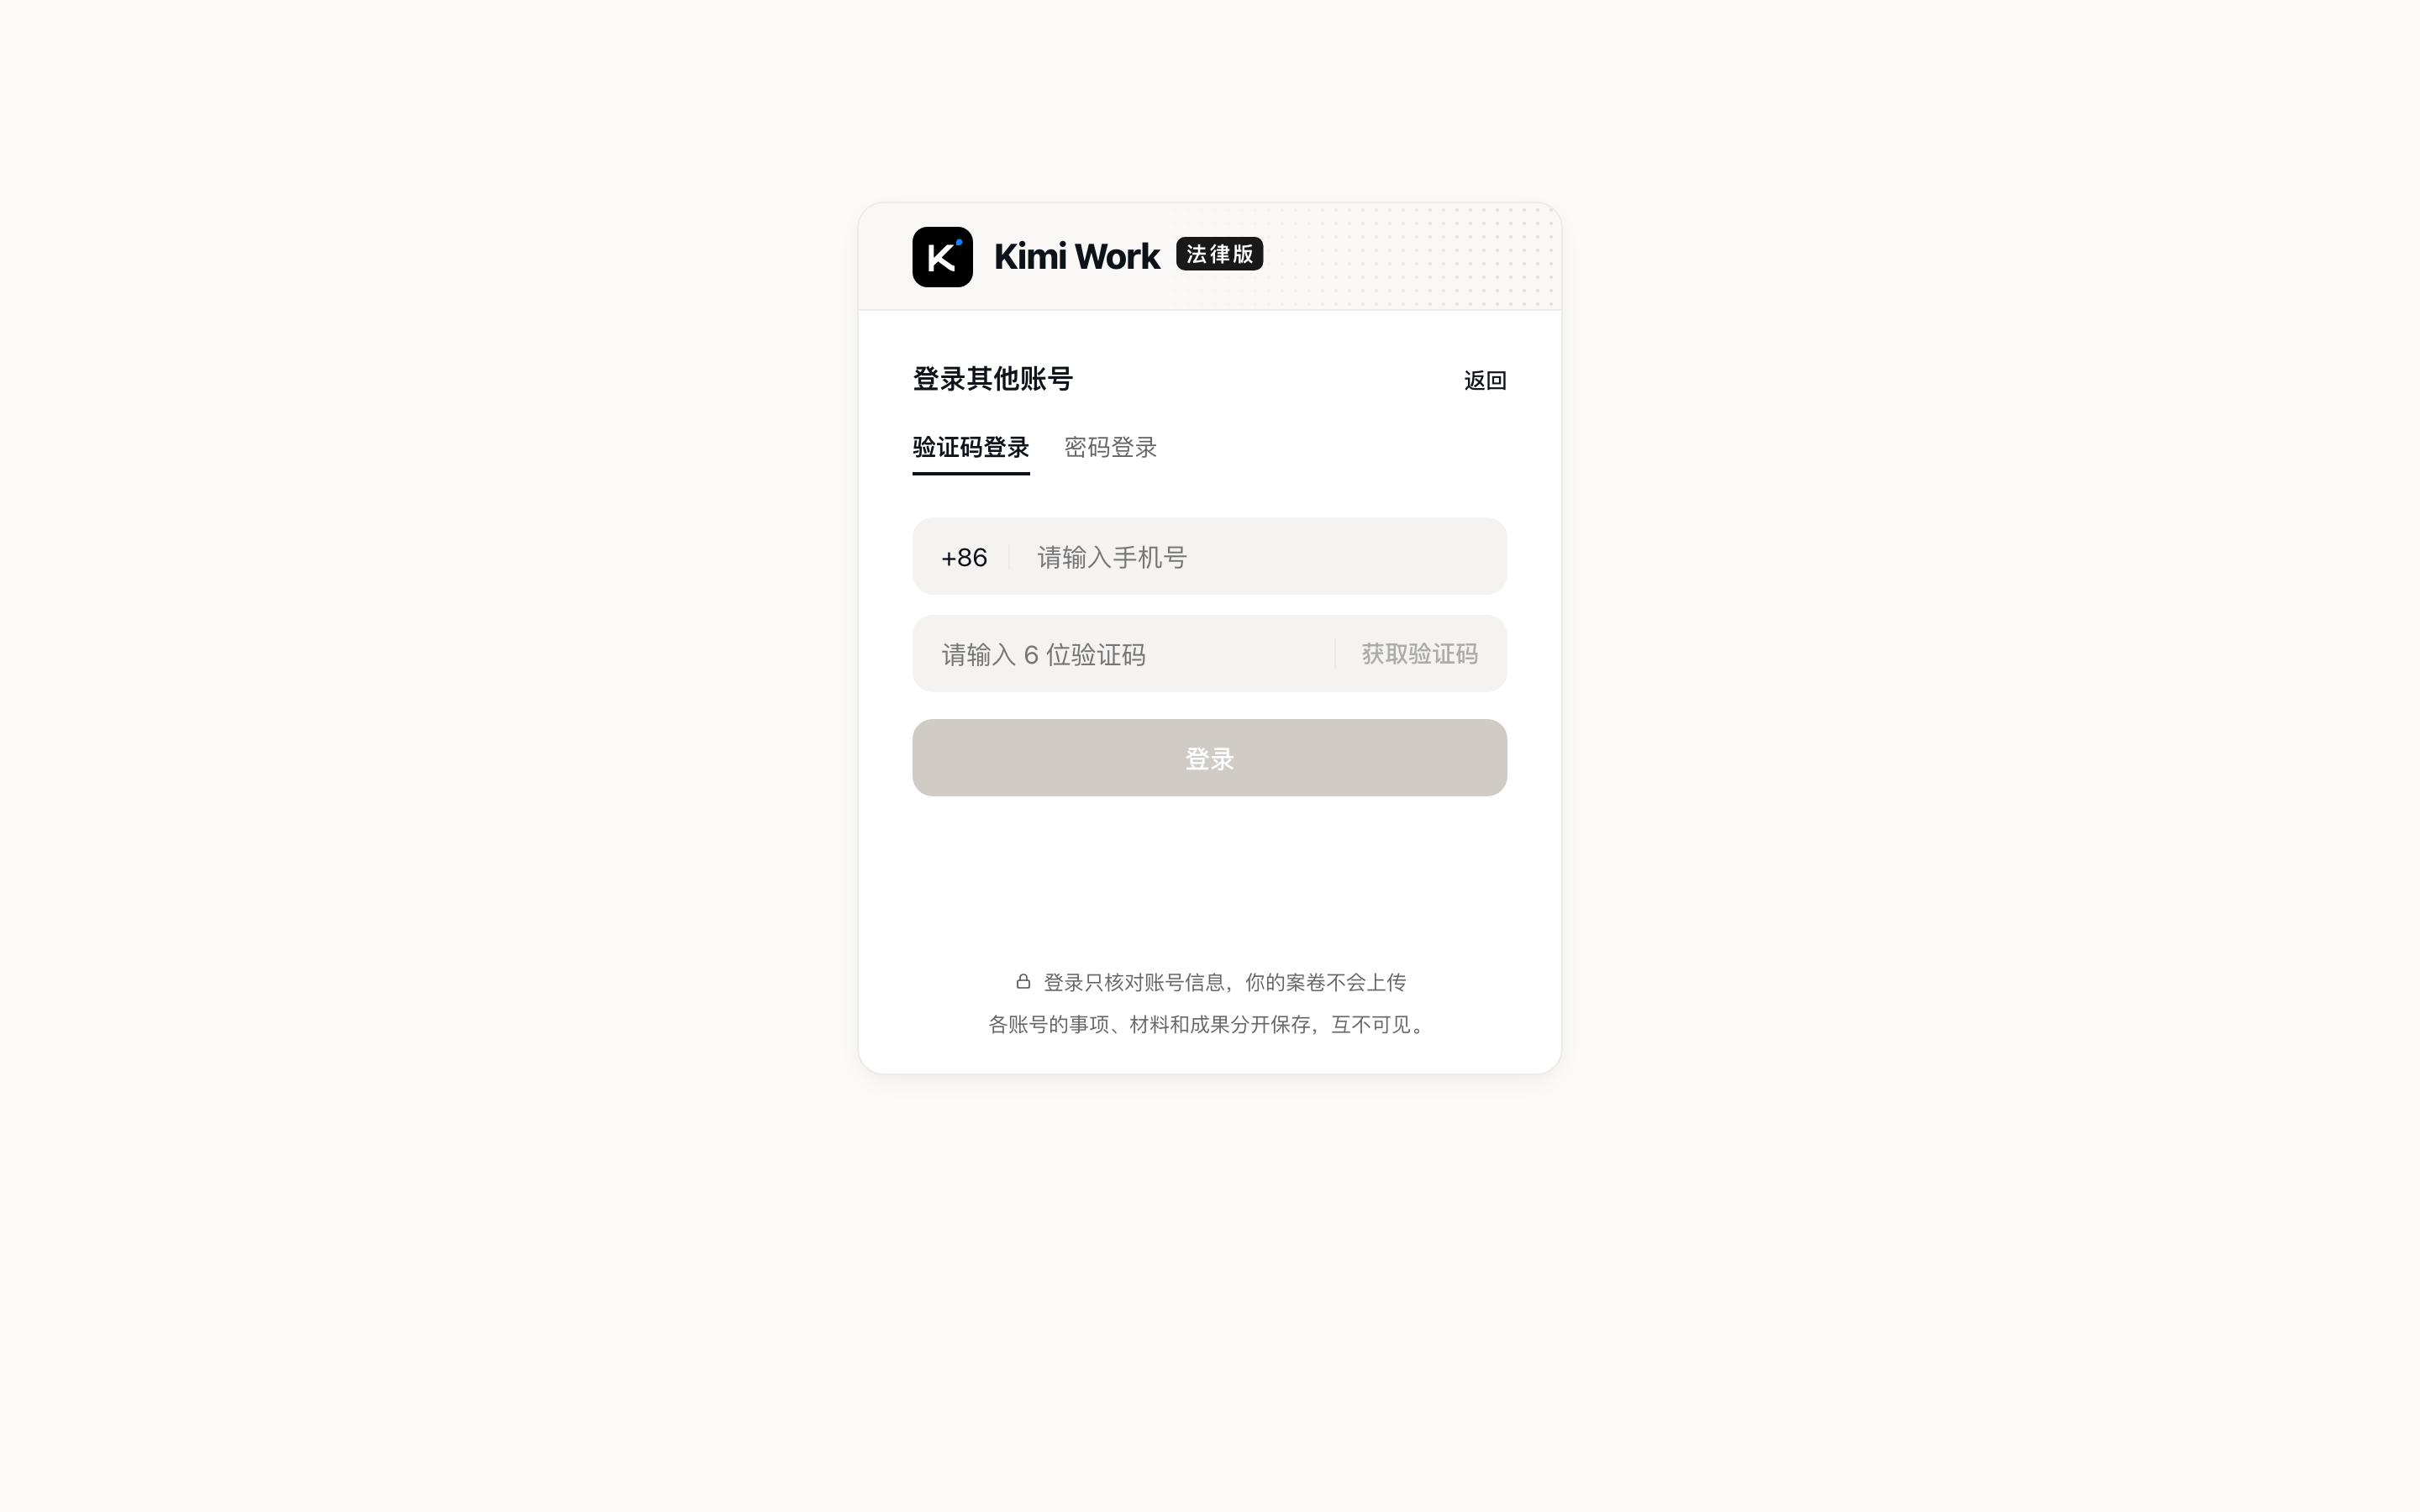 Kimi Work 法律版
登录其他账号 返回
验证码登录 密码登录
+86 请输入手机号
请输入 6 位验证码 获取验证码
登录
登录只核对账号信息，你的案卷不会上传
各账号的事项、材料和成果分开保存，互不可见。